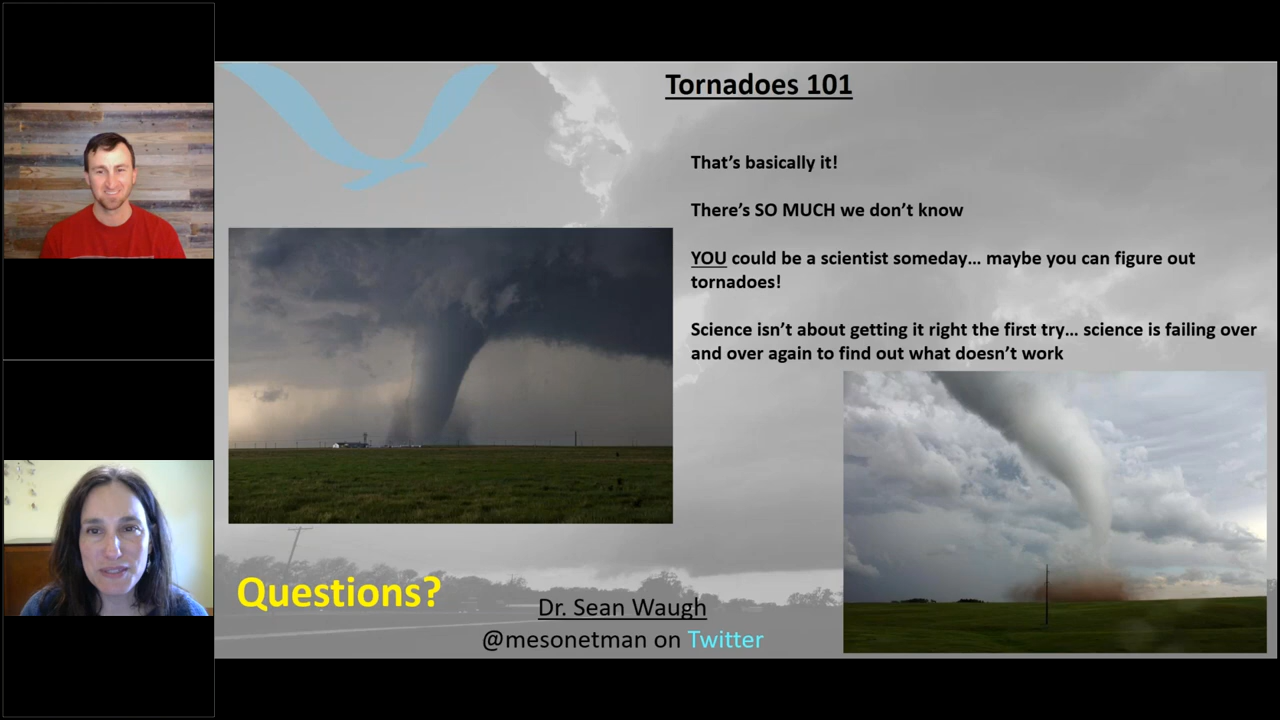 Tornadoes 101
That's basically it!
There's SO MUCH we don't know
YOU could be a scientist someday... maybe you can figure out
tornadoes!
Science isn't about getting it right the first try... science is failing over
and over again to find out what doesn't work
Questions?
Dr. Sean Waugh
@mesonetman on Twitter